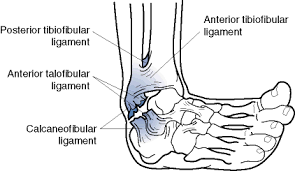 Posterior tibiofibular
ligament
Anterior tibiofibular
ligament
Anterior talofibular
ligament
Calcaneofibular
ligament